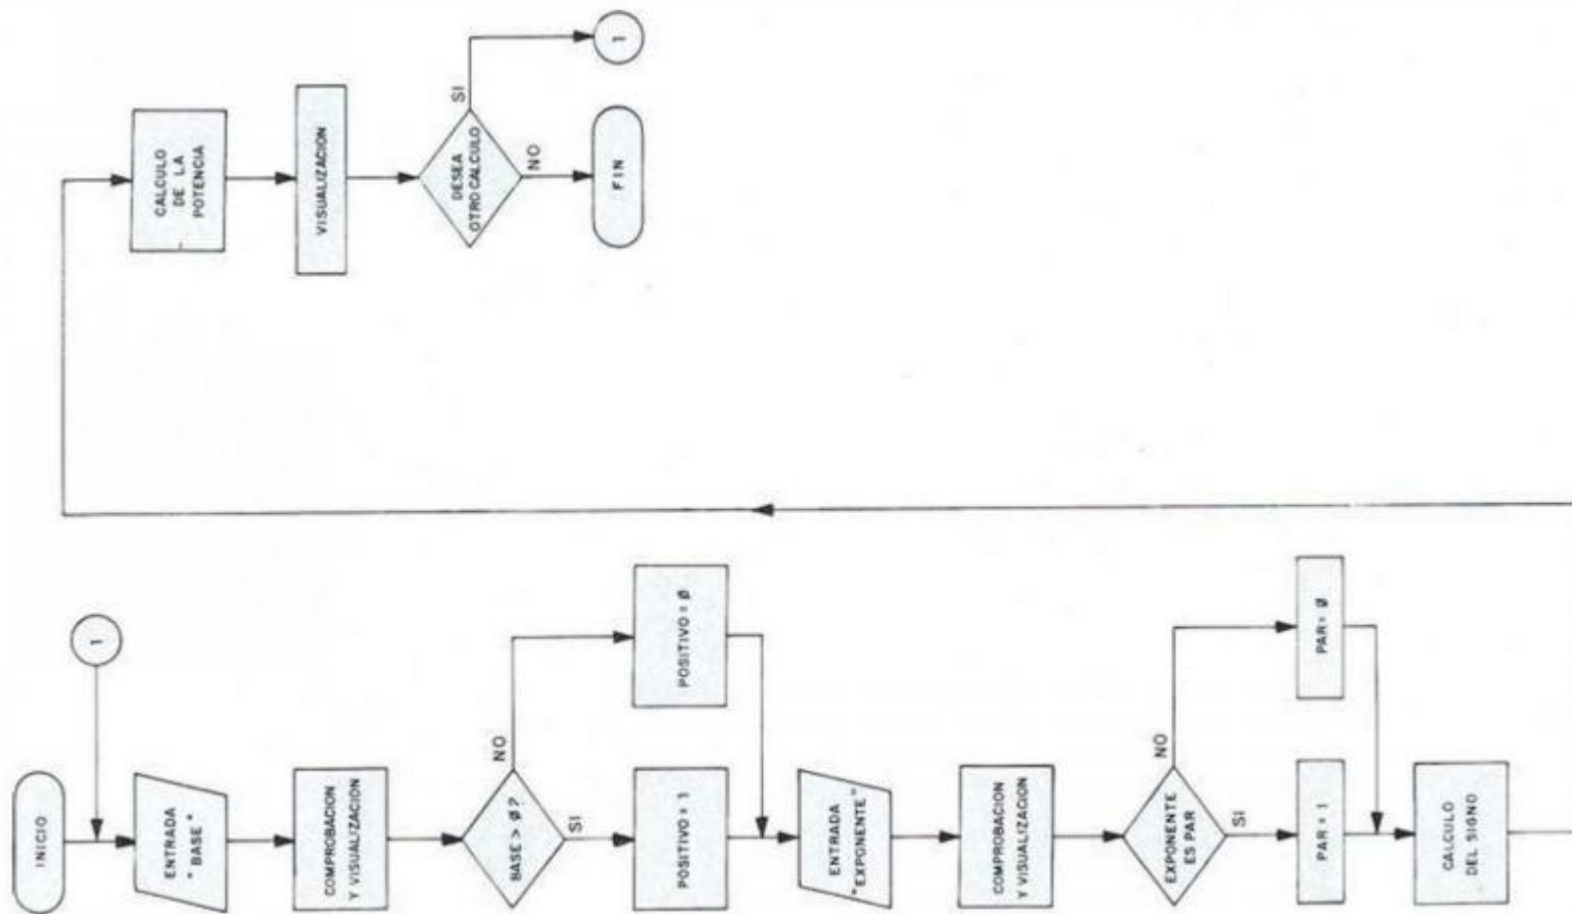 INICIO
1
ENTRADA
" BASE "
COMPROBACION
Y VISUALIZACION
BASE > Ø?
NO
SI
POSITIVO = 1
POSITIVO = Ø
ENTRADA
"EXPONENTE"
COMPROBACION
Y VISUALIZACION
EXPONENTE
ES PAR
NO
SI
PAR = 1
PAR = Ø
CALCULO
DEL SIGNO
CALCULO
DE LA
POTENCIA
VISUALIZACION
DESEA
OTRO CALCULO
SI
NO
1
FIN